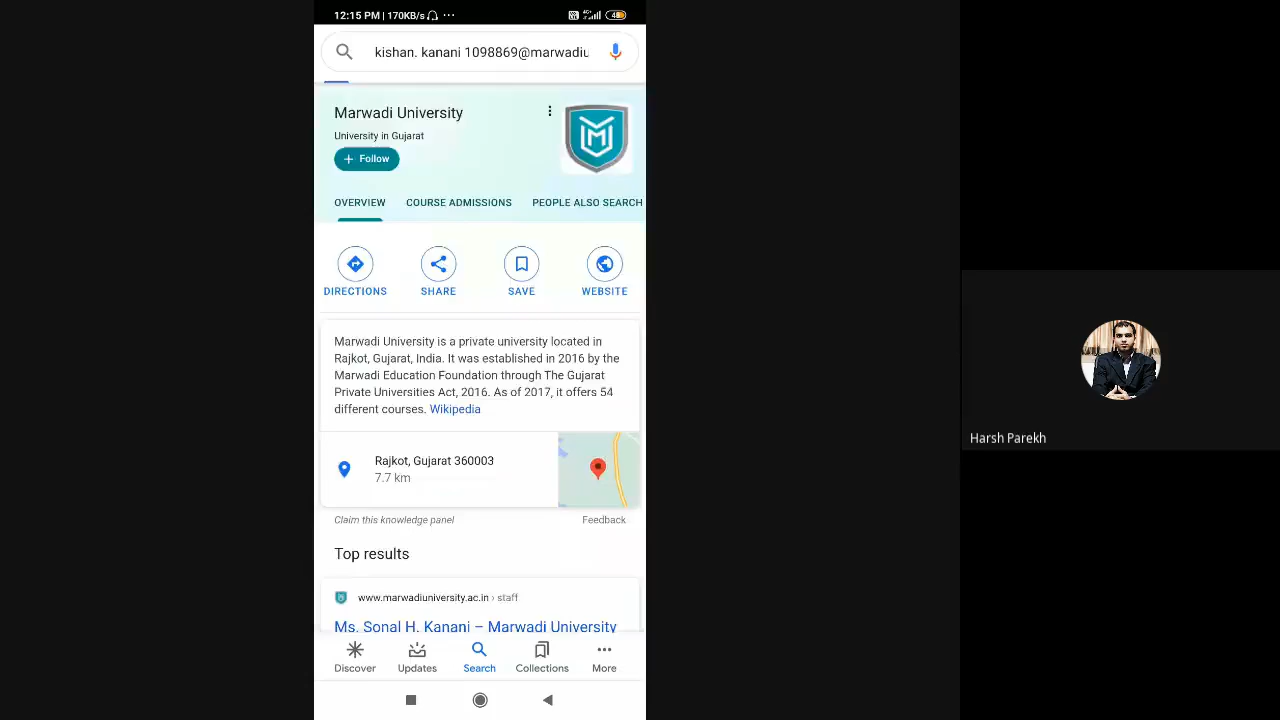 12:15 PM | 170KB/s ...
4G+ 48
kishan. kanani 1098869@marwadiu
Marwadi University
University in Gujarat
+ Follow
OVERVIEW COURSE ADMISSIONS PEOPLE ALSO SEARCH
DIRECTIONS SHARE SAVE WEBSITE
Marwadi University is a private university located in
Rajkot, Gujarat, India. It was established in 2016 by the
Marwadi Education Foundation through The Gujarat
Private Universities Act, 2016. As of 2017, it offers 54
different courses. Wikipedia
Rajkot, Gujarat 360003
7.7 km
Claim this knowledge panel Feedback
Top results
www.marwadiuniversity.ac.in › staff
Ms. Sonal H. Kanani – Marwadi University
Discover Updates Search Collections More
Harsh Parekh